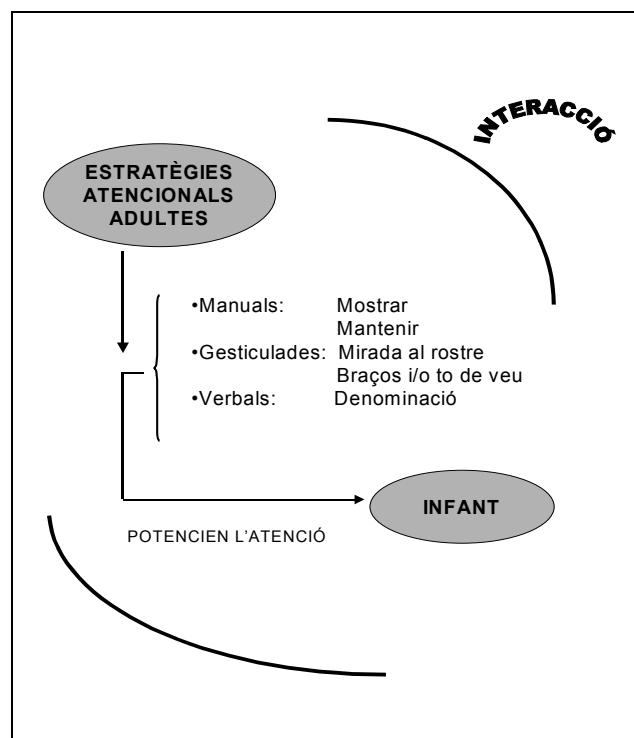 INTERACCIÓ
ESTRATÈGIES
ATENCIONALS
ADULTES
•Manuals: Mostrar
Mantenir
•Gesticulades: Mirada al rostre
Braços i/o to de veu
•Verbals: Denominació
INFANT
POTENCIEN L'ATENCIÓ